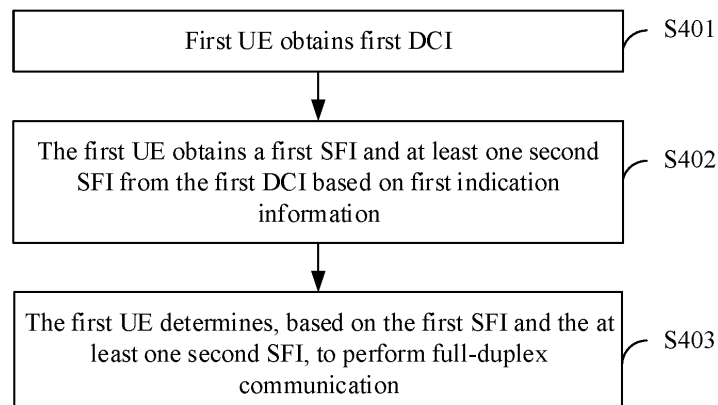 First UE obtains first DCI
S401
The first UE obtains a first SFI and at least one second
SFI from the first DCI based on first indication
information
S402
The first UE determines, based on the first SFI and the at
least one second SFI, to perform full-duplex
communication
S403